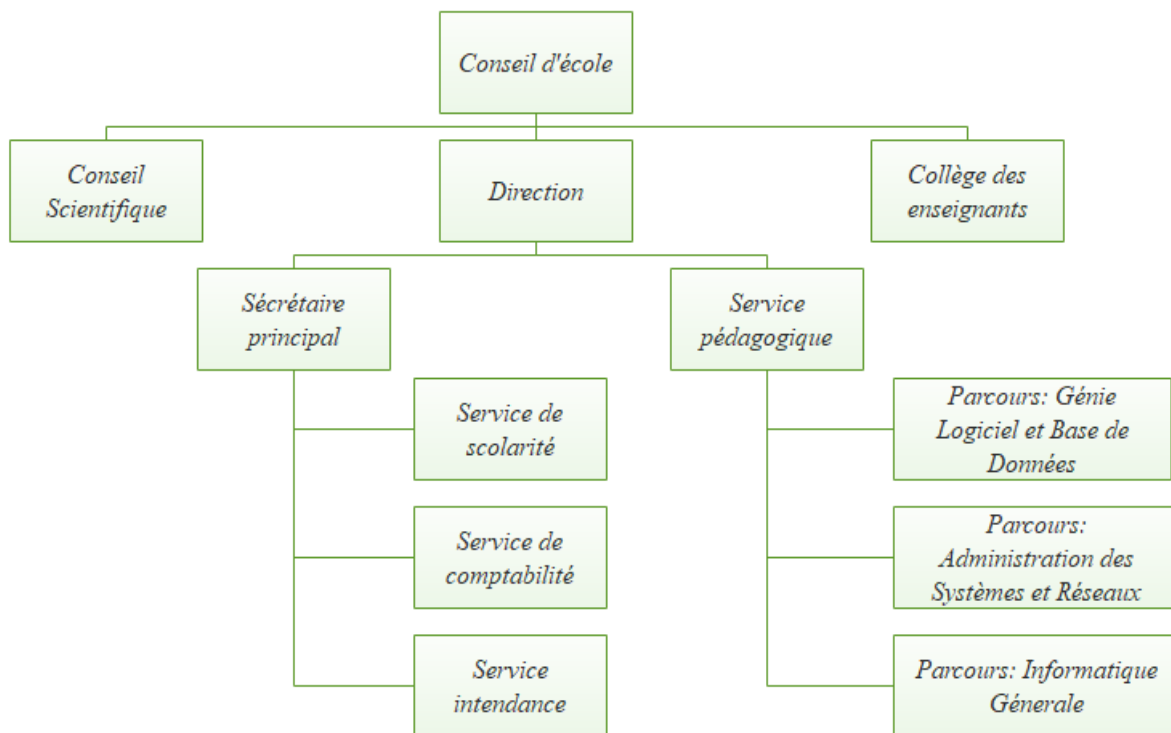 Conseil d'école
Conseil
Scientifique
Direction
Collège des
enseignants
Sécrétaire
principal
Service
pédagogique
Service de
scolarité
Parcours: Génie
Logiciel et Base de
Données
Service de
comptabilité
Parcours:
Administration des
Systèmes et Réseaux
Service
intendance
Parcours: Informatique
Génerale